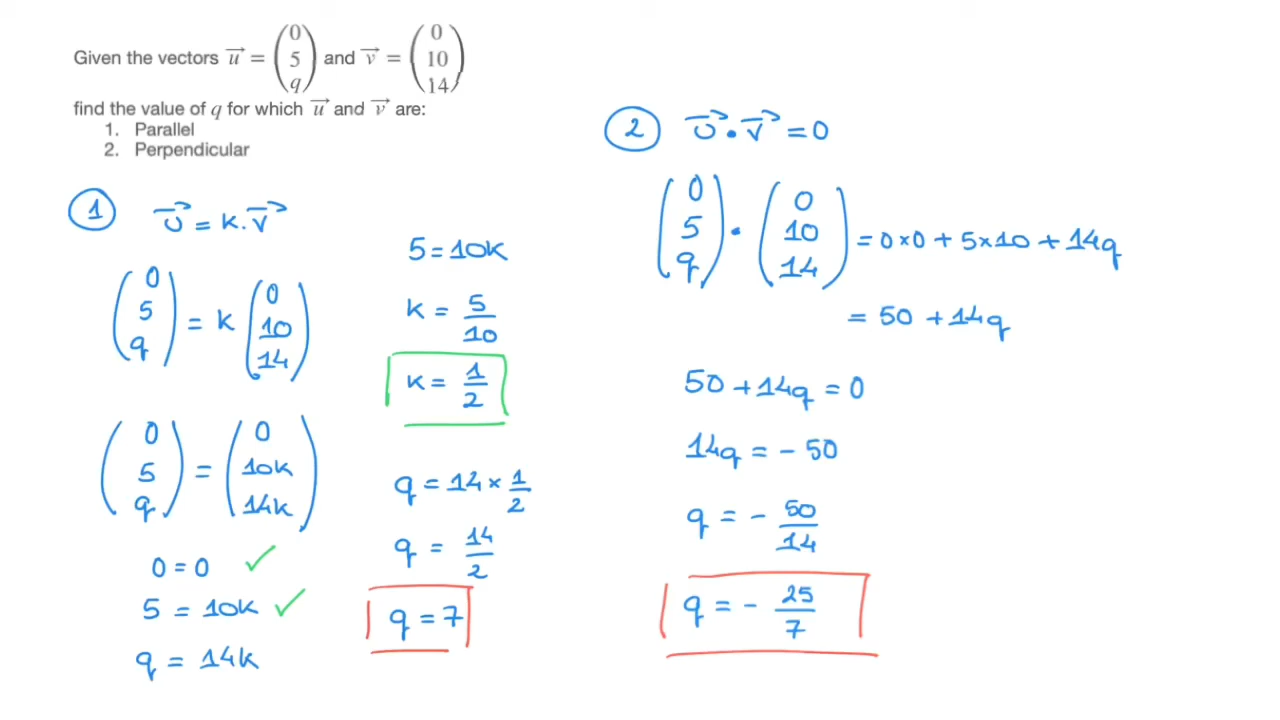 Given the vectors u⃗ = (0 5 q) and v⃗ = (0 10 14)
find the value of q for which u⃗ and v⃗ are:
1. Parallel
2. Perpendicular
1 u⃗ = k.v⃗
(0 5 q) = k (0 10 14)
(0 5 q) = (0 10k 14k)
0 = 0 ✓
5 = 10k ✓
q = 14k
5 = 10k
k = 5/10
k = 1/2
q = 14 × 1/2
q = 14/2
q = 7
2 u⃗ • v⃗ = 0
(0 5 q) • (0 10 14) = 0×0 + 5×10 + 14q
= 50 + 14q
50 + 14q = 0
14q = - 50
q = - 50/14
q = - 25/7